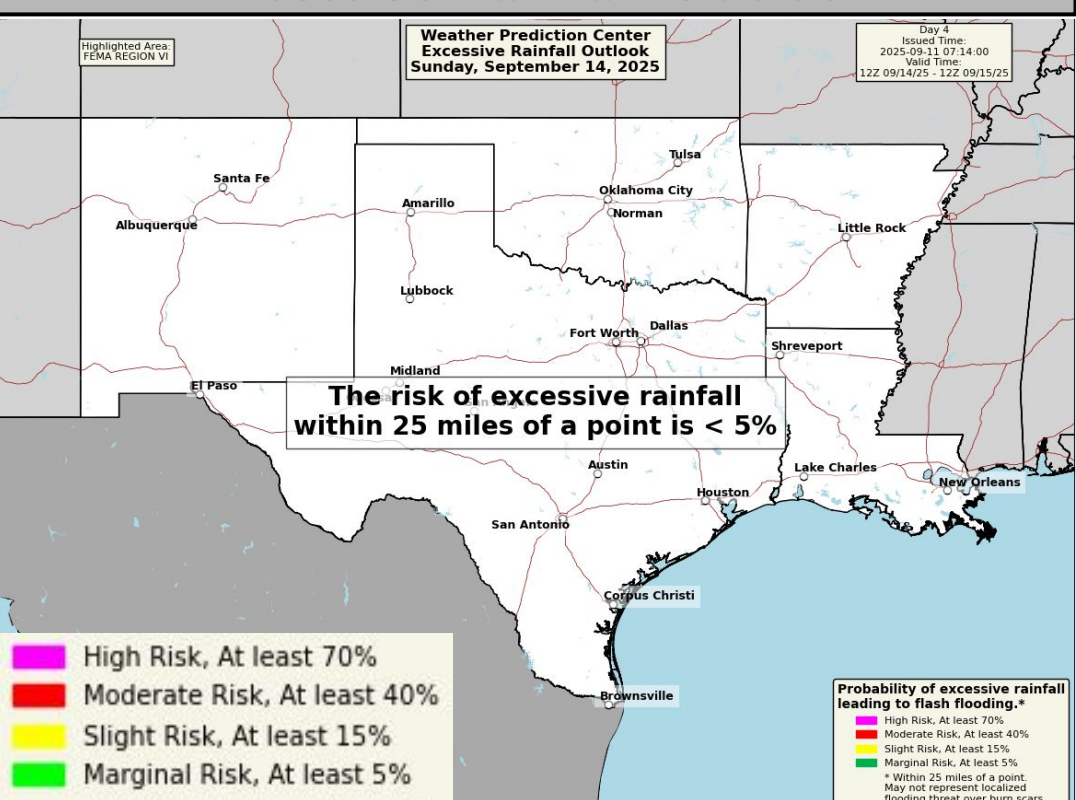 Highlighted Area:
FEMA REGION VI
Weather Prediction Center
Excessive Rainfall Outlook
Sunday, September 14, 2025
Day 4
Issued Time:
2025-09-11 07:14:00
Valid Time:
12Z 09/14/25 - 12Z 09/15/25
Tulsa
Santa Fe
Oklahoma City
Amarillo
Norman
Albuquerque
Little Rock
Lubbock
Fort Worth
Dallas
Shreveport
Midland
El Paso
The risk of excessive rainfall
within 25 miles of a point is < 5%
Austin
Lake Charles
New Orleans
Houston
San Antonio
Corpus Christi
Brownsville
High Risk, At least 70%
Moderate Risk, At least 40%
Slight Risk, At least 15%
Marginal Risk, At least 5%
Probability of excessive rainfall
leading to flash flooding.*
High Risk, At least 70%
Moderate Risk, At least 40%
Slight Risk, At least 15%
Marginal Risk, At least 5%
* Within 25 miles of a point.
May not represent localized
flooding threat over burn scars